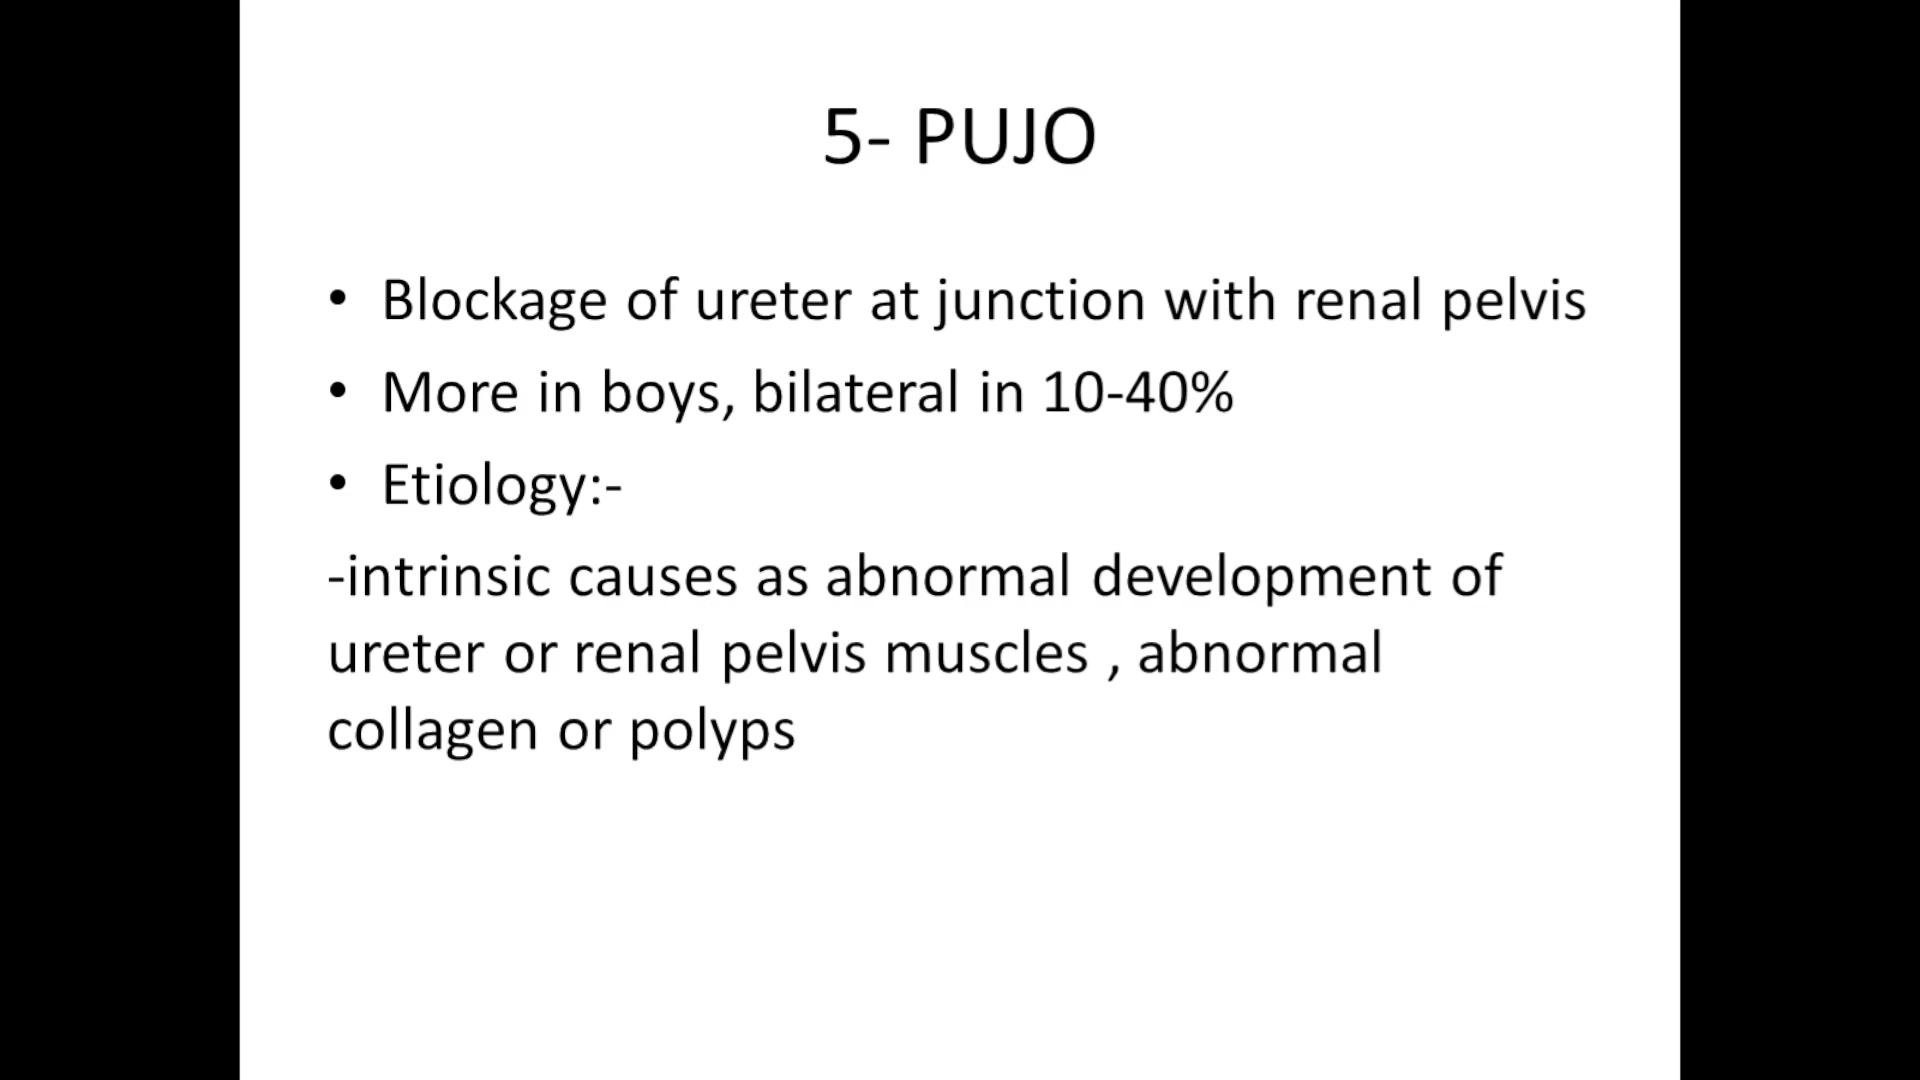 5- PUJO
• Blockage of ureter at junction with renal pelvis
• More in boys, bilateral in 10-40%
• Etiology:-
-intrinsic causes as abnormal development of
ureter or renal pelvis muscles , abnormal
collagen or polyps